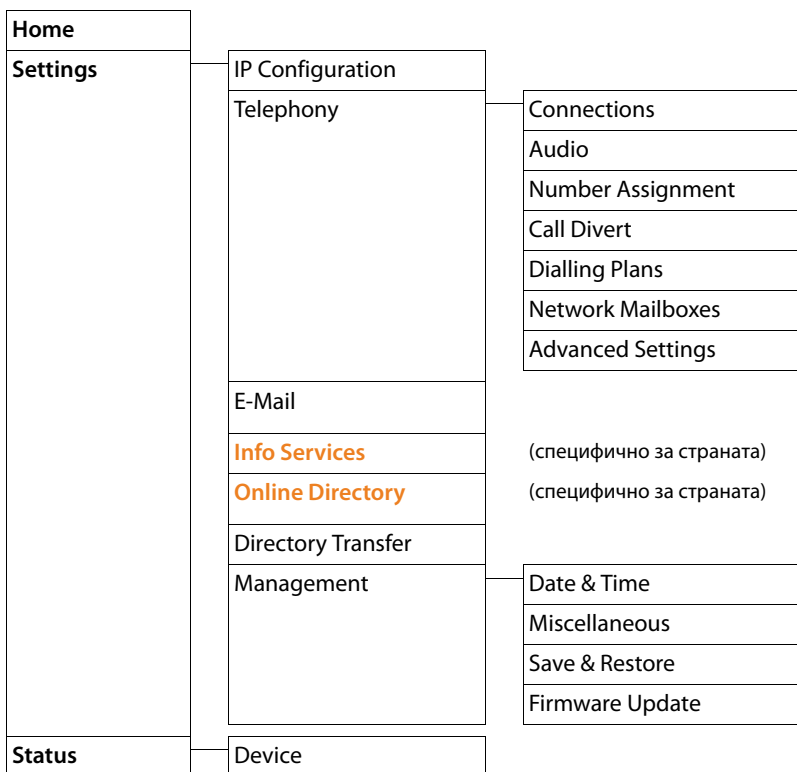 Home
Settings
IP Configuration
Telephony
Connections
Audio
Number Assignment
Call Divert
Dialling Plans
Network Mailboxes
Advanced Settings
E-Mail
Info Services (специфично за страната)
Online Directory (специфично за страната)
Directory Transfer
Management
Date & Time
Miscellaneous
Save & Restore
Firmware Update
Status
Device